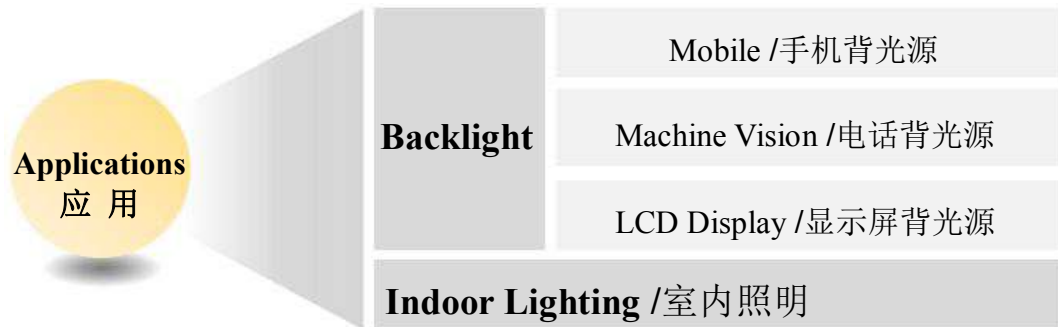 Applications
应 用
Backlight
Mobile /手机背光源
Machine Vision /电话背光源
LCD Display /显示屏背光源
Indoor Lighting /室内照明